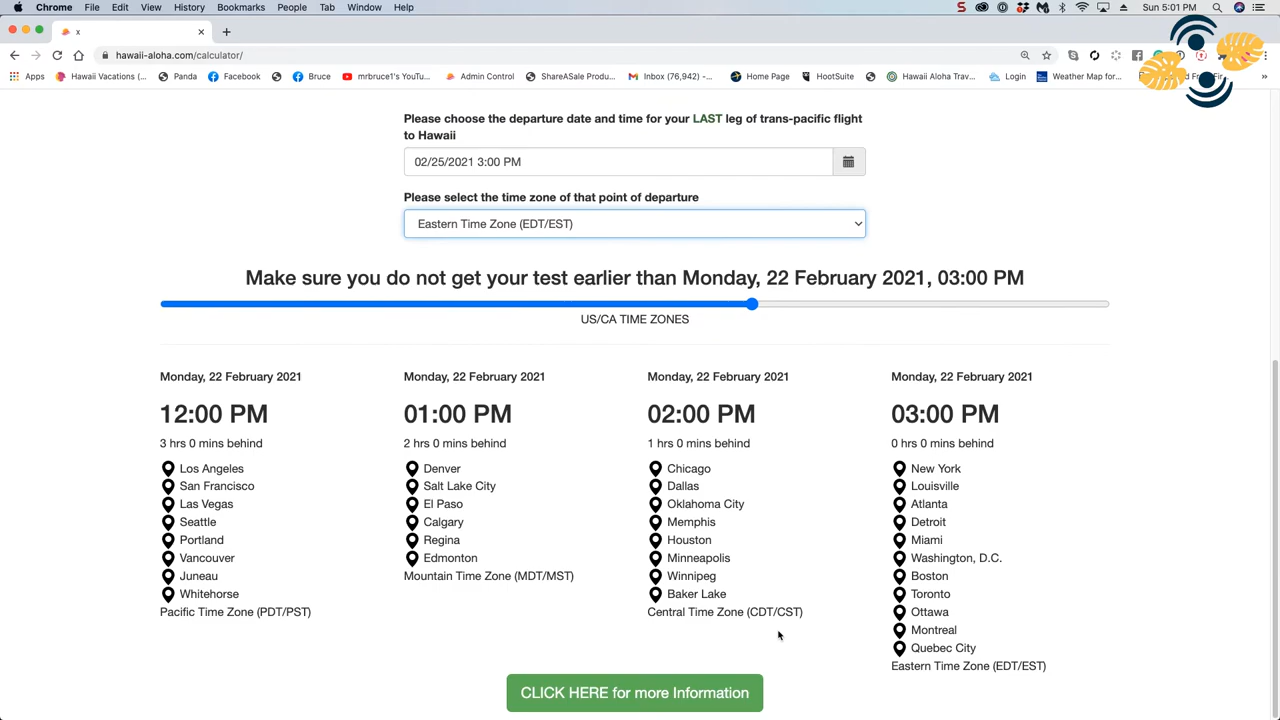 Chrome File Edit View History Bookmarks People Tab Window Help Sun 5:01 PM
x
hawaii-aloha.com/calculator/
Apps Hawaii Vacations (... Panda Facebook Bruce mrbruce1's YouT... Admin Control ShareASale Produ... Inbox (76,942) -... Home Page HootSuite Hawaii Aloha Trav... Login Weather Map for...
Please choose the departure date and time for your LAST leg of trans-pacific flight
to Hawaii
02/25/2021 3:00 PM
Please select the time zone of that point of departure
Eastern Time Zone (EDT/EST)
Make sure you do not get your test earlier than Monday, 22 February 2021, 03:00 PM
US/CA TIME ZONES
Monday, 22 February 2021
12:00 PM
3 hrs 0 mins behind
Los Angeles
San Francisco
Las Vegas
Seattle
Portland
Vancouver
Juneau
Whitehorse
Pacific Time Zone (PDT/PST)
Monday, 22 February 2021
01:00 PM
2 hrs 0 mins behind
Denver
Salt Lake City
El Paso
Calgary
Regina
Edmonton
Mountain Time Zone (MDT/MST)
Monday, 22 February 2021
02:00 PM
1 hrs 0 mins behind
Chicago
Dallas
Oklahoma City
Memphis
Houston
Minneapolis
Winnipeg
Baker Lake
Central Time Zone (CDT/CST)
Monday, 22 February 2021
03:00 PM
0 hrs 0 mins behind
New York
Louisville
Atlanta
Detroit
Miami
Washington, D.C.
Boston
Toronto
Ottawa
Montreal
Quebec City
Eastern Time Zone (EDT/EST)
CLICK HERE for more Information